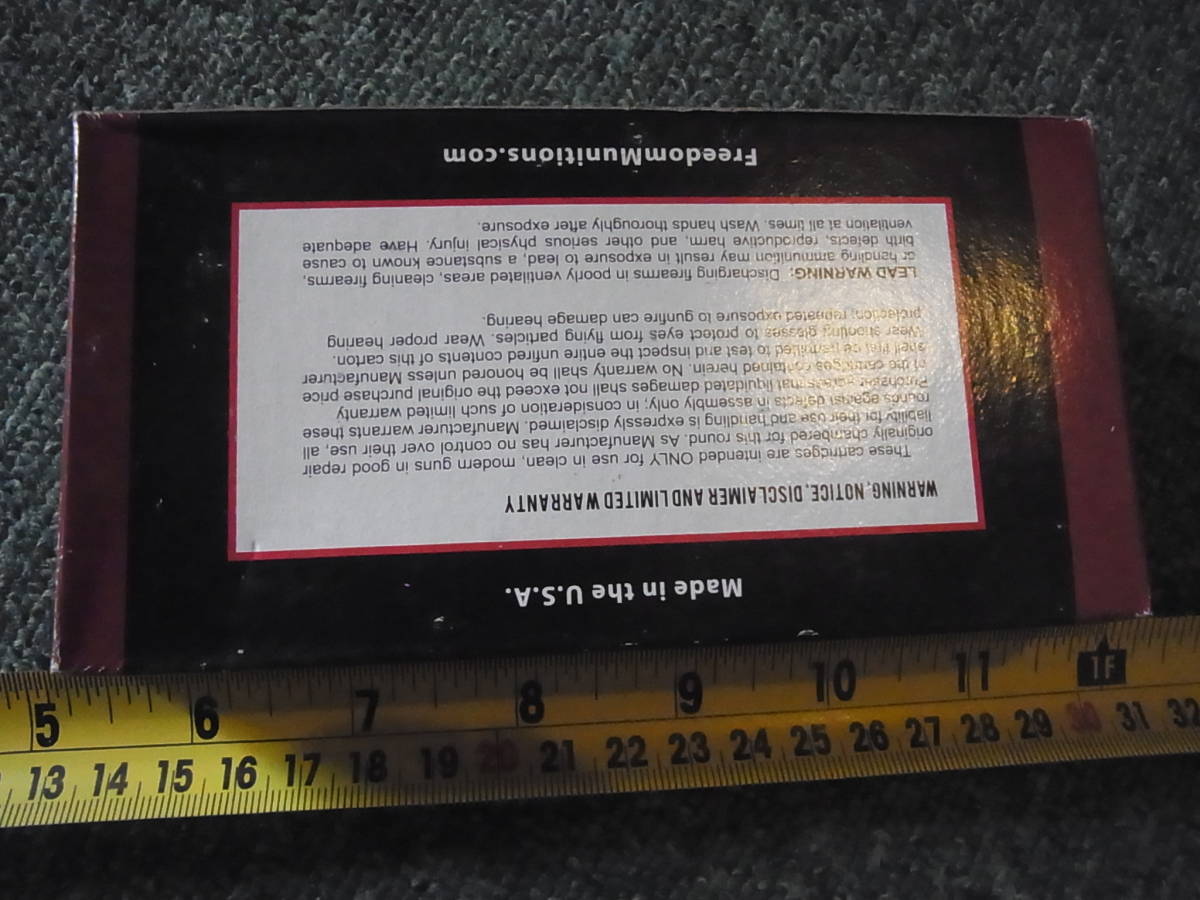 Made in the U.S.A.
WARNING, NOTICE, DISCLAIMER AND LIMITED WARRANTY
These cartridges are intended ONLY for use in clean, modern guns in good repair
originally chambered for this round. As Manufacturer has no control over their use, all
liability for their use and handling is expressly disclaimed. Manufacturer warrants these
rounds against defects in assembly only; in consideration of such limited warranty
Purchaser agrees that liquidated damages shall not exceed the original purchase price
of the cartridges contained herein. No warranty shall be honored unless Manufacturer
shall first be permitted to test and inspect the entire unfired contents of this carton.
Wear shooting glasses to protect eyes from flying particles. Wear proper hearing
protection; repeated exposure to gunfire can damage hearing.
LEAD WARNING: Discharging firearms in poorly ventilated areas, cleaning firearms,
or handling ammunition may result in exposure to lead, a substance known to cause
birth defects, reproductive harm, and other serious physical injury. Have adequate
ventilation at all times. Wash hands thoroughly after exposure.
FreedomMunitions.com
5 6 7 8 9 10 11 1F
13 14 15 16 17 18 19 20 21 22 23 24 25 26 27 28 29 30 31 32